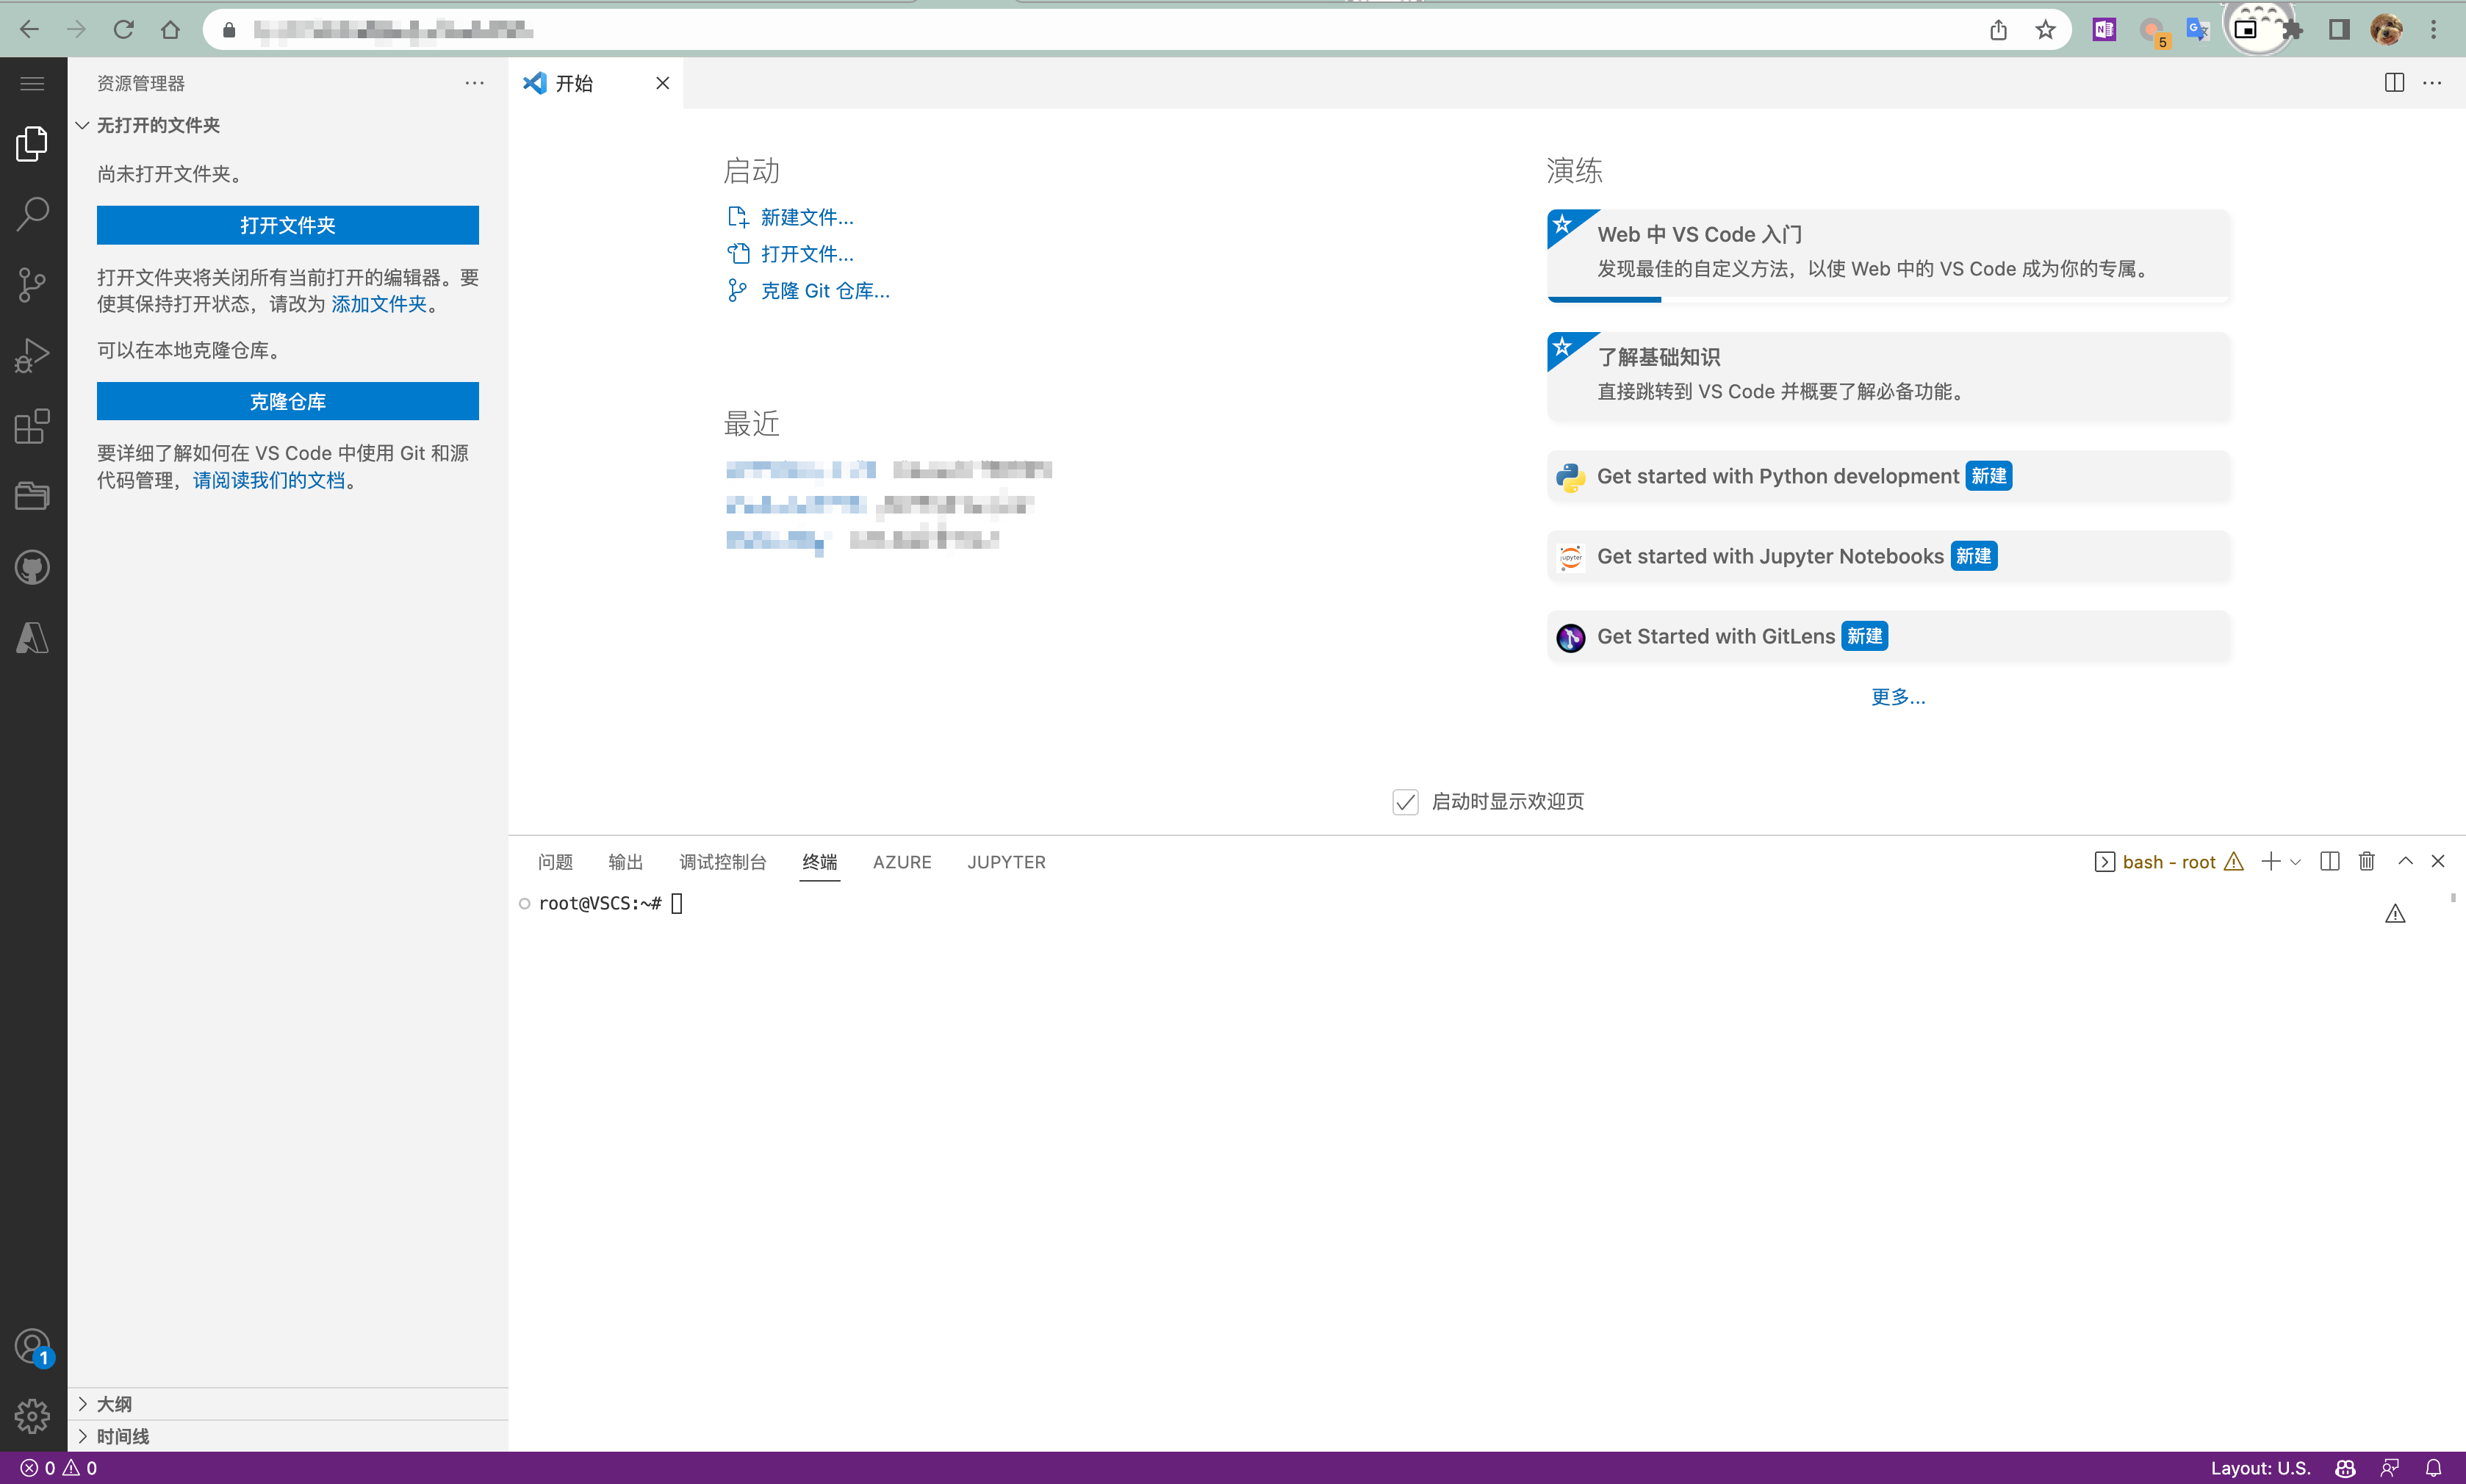 5
资源管理器
开始
无打开的文件夹
尚未打开文件夹。
打开文件夹
打开文件夹将关闭所有当前打开的编辑器。要
使其保持打开状态，请改为 添加文件夹。
可以在本地克隆仓库。
克隆仓库
要详细了解如何在 VS Code 中使用 Git 和源
代码管理，请阅读我们的文档。
启动
新建文件...
打开文件...
克隆 Git 仓库...
最近
演练
Web 中 VS Code 入门
发现最佳的自定义方法，以使 Web 中的 VS Code 成为你的专属。
了解基础知识
直接跳转到 VS Code 并概要了解必备功能。
Get started with Python development 新建
jupyter
Get started with Jupyter Notebooks 新建
Get Started with GitLens 新建
更多...
启动时显示欢迎页
问题 输出 调试控制台 终端 AZURE JUPYTER
bash - root
root@VSCS:~#
1
大纲
时间线
0 0
Layout: U.S.